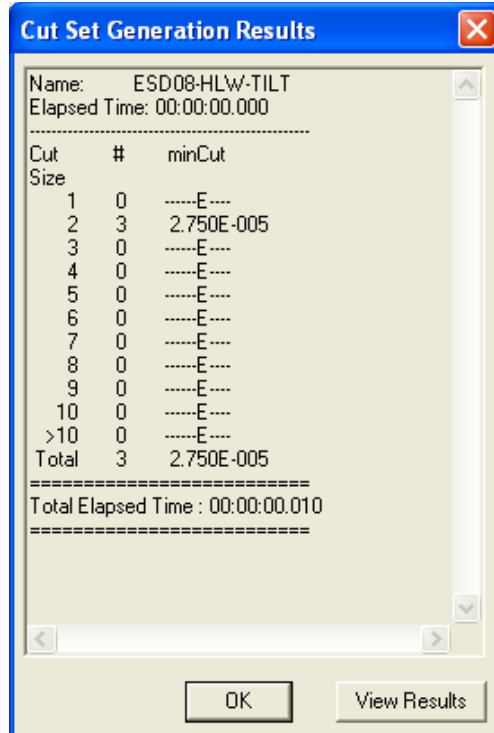 Cut Set Generation Results
Name: ESD08-HLW-TILT
Elapsed Time: 00:00:00.000
--------------------------------------------------
Cut # minCut
Size
1 0 ------E----
2 3 2.750E-005
3 0 ------E----
4 0 ------E----
5 0 ------E----
6 0 ------E----
7 0 ------E----
8 0 ------E----
9 0 ------E----
10 0 ------E----
>10 0 ------E----
Total 3 2.750E-005
===========================
Total Elapsed Time : 00:00:00.010
===========================
OK View Results